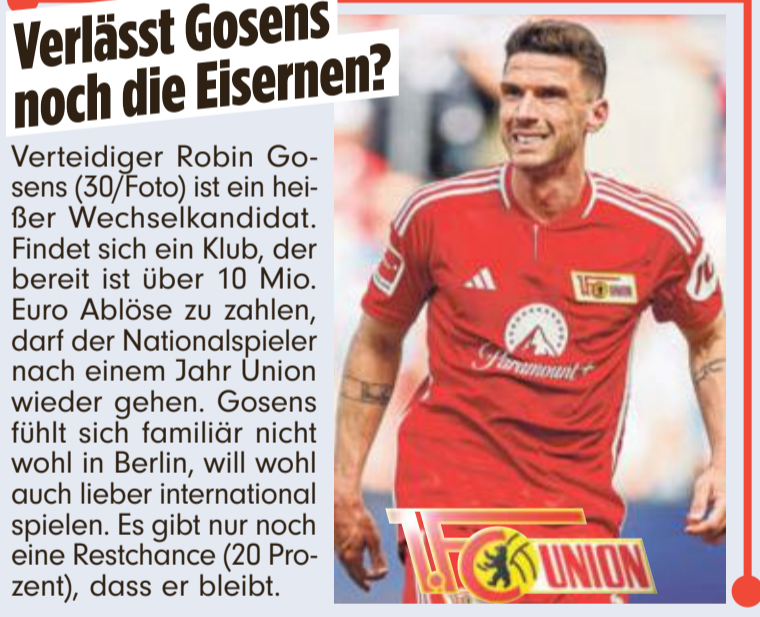 Verlässt Gosens
noch die Eisernen?
Verteidiger Robin Go-
sens (30/Foto) ist ein hei-
ßer Wechselkandidat.
Findet sich ein Klub, der
bereit ist über 10 Mio.
Euro Ablöse zu zahlen,
darf der Nationalspieler
nach einem Jahr Union
wieder gehen. Gosens
fühlt sich familiär nicht
wohl in Berlin, will wohl
auch lieber international
spielen. Es gibt nur noch
eine Restchance (20 Pro-
zent), dass er bleibt.
UNION
Paramount+
1.FC UNION